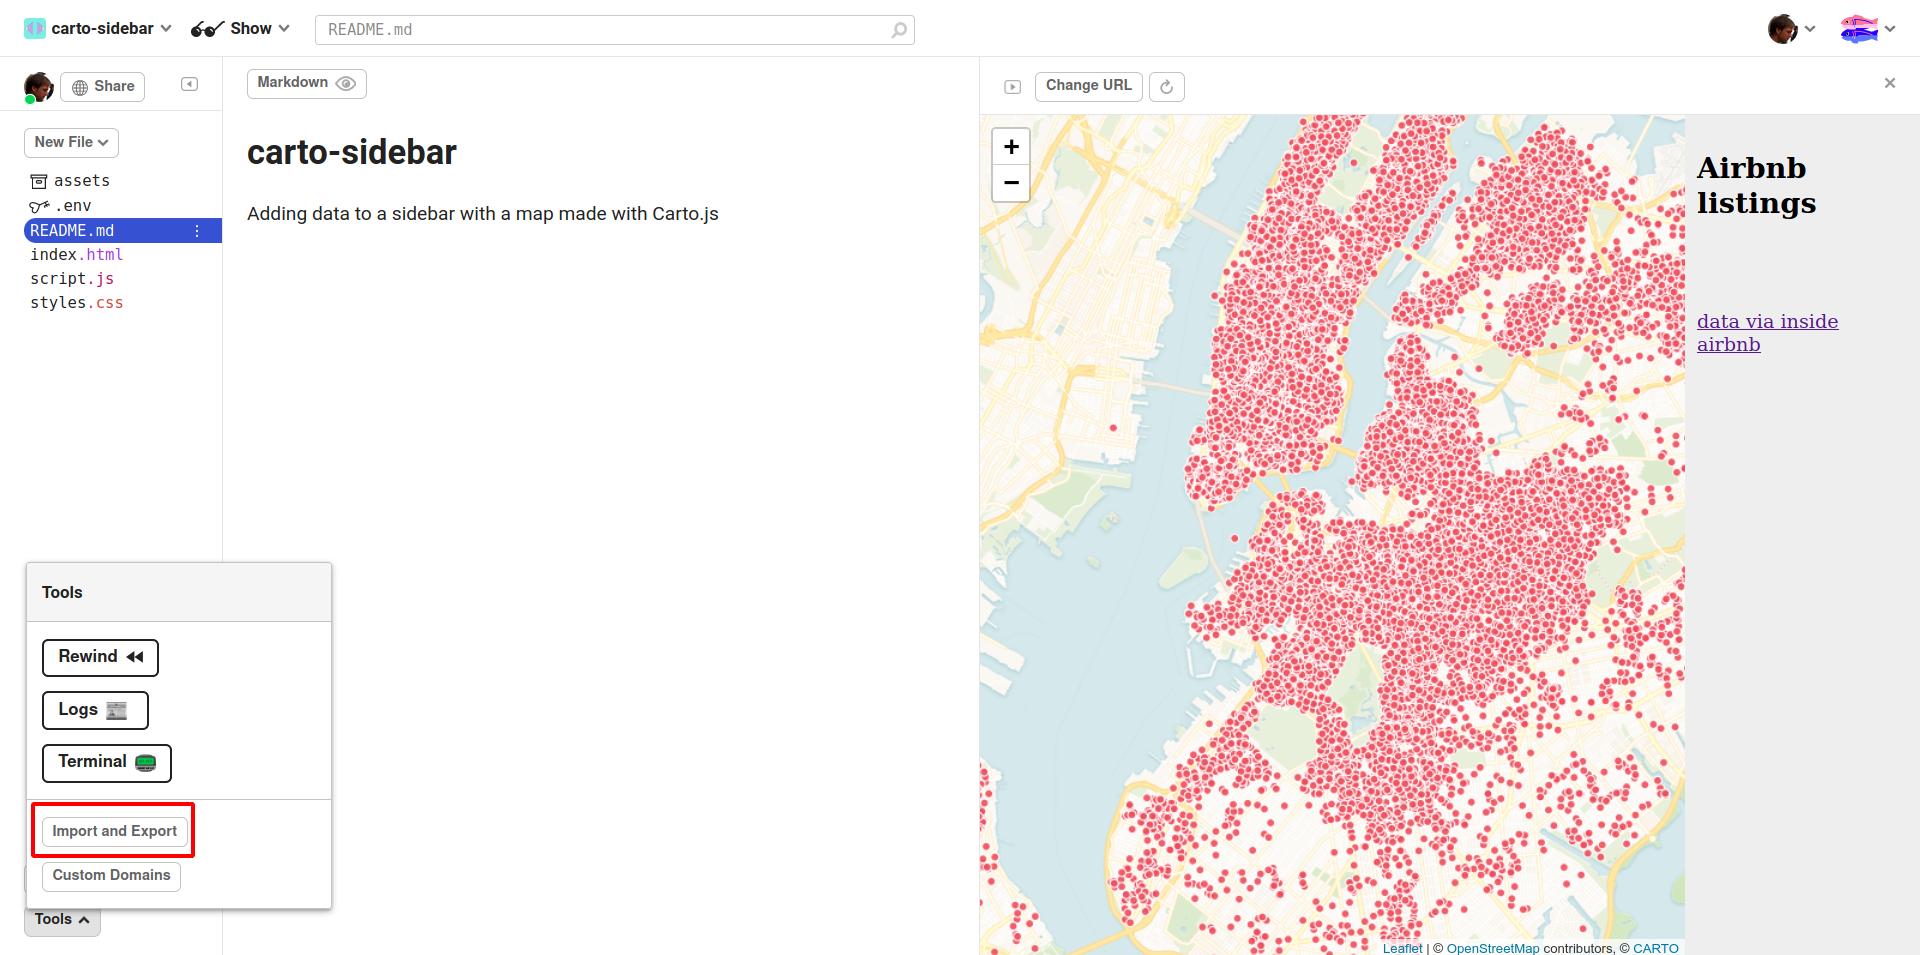 carto-sidebar
Show
README.md
Share
Markdown
Change URL
New File
assets
.env
README.md
index.html
script.js
styles.css
carto-sidebar
Adding data to a sidebar with a map made with Carto.js
+
−
Airbnb
listings
data via inside
airbnb
Tools
Rewind
Logs
Terminal
Import and Export
Custom Domains
Tools
Leaflet | © OpenStreetMap contributors, © CARTO